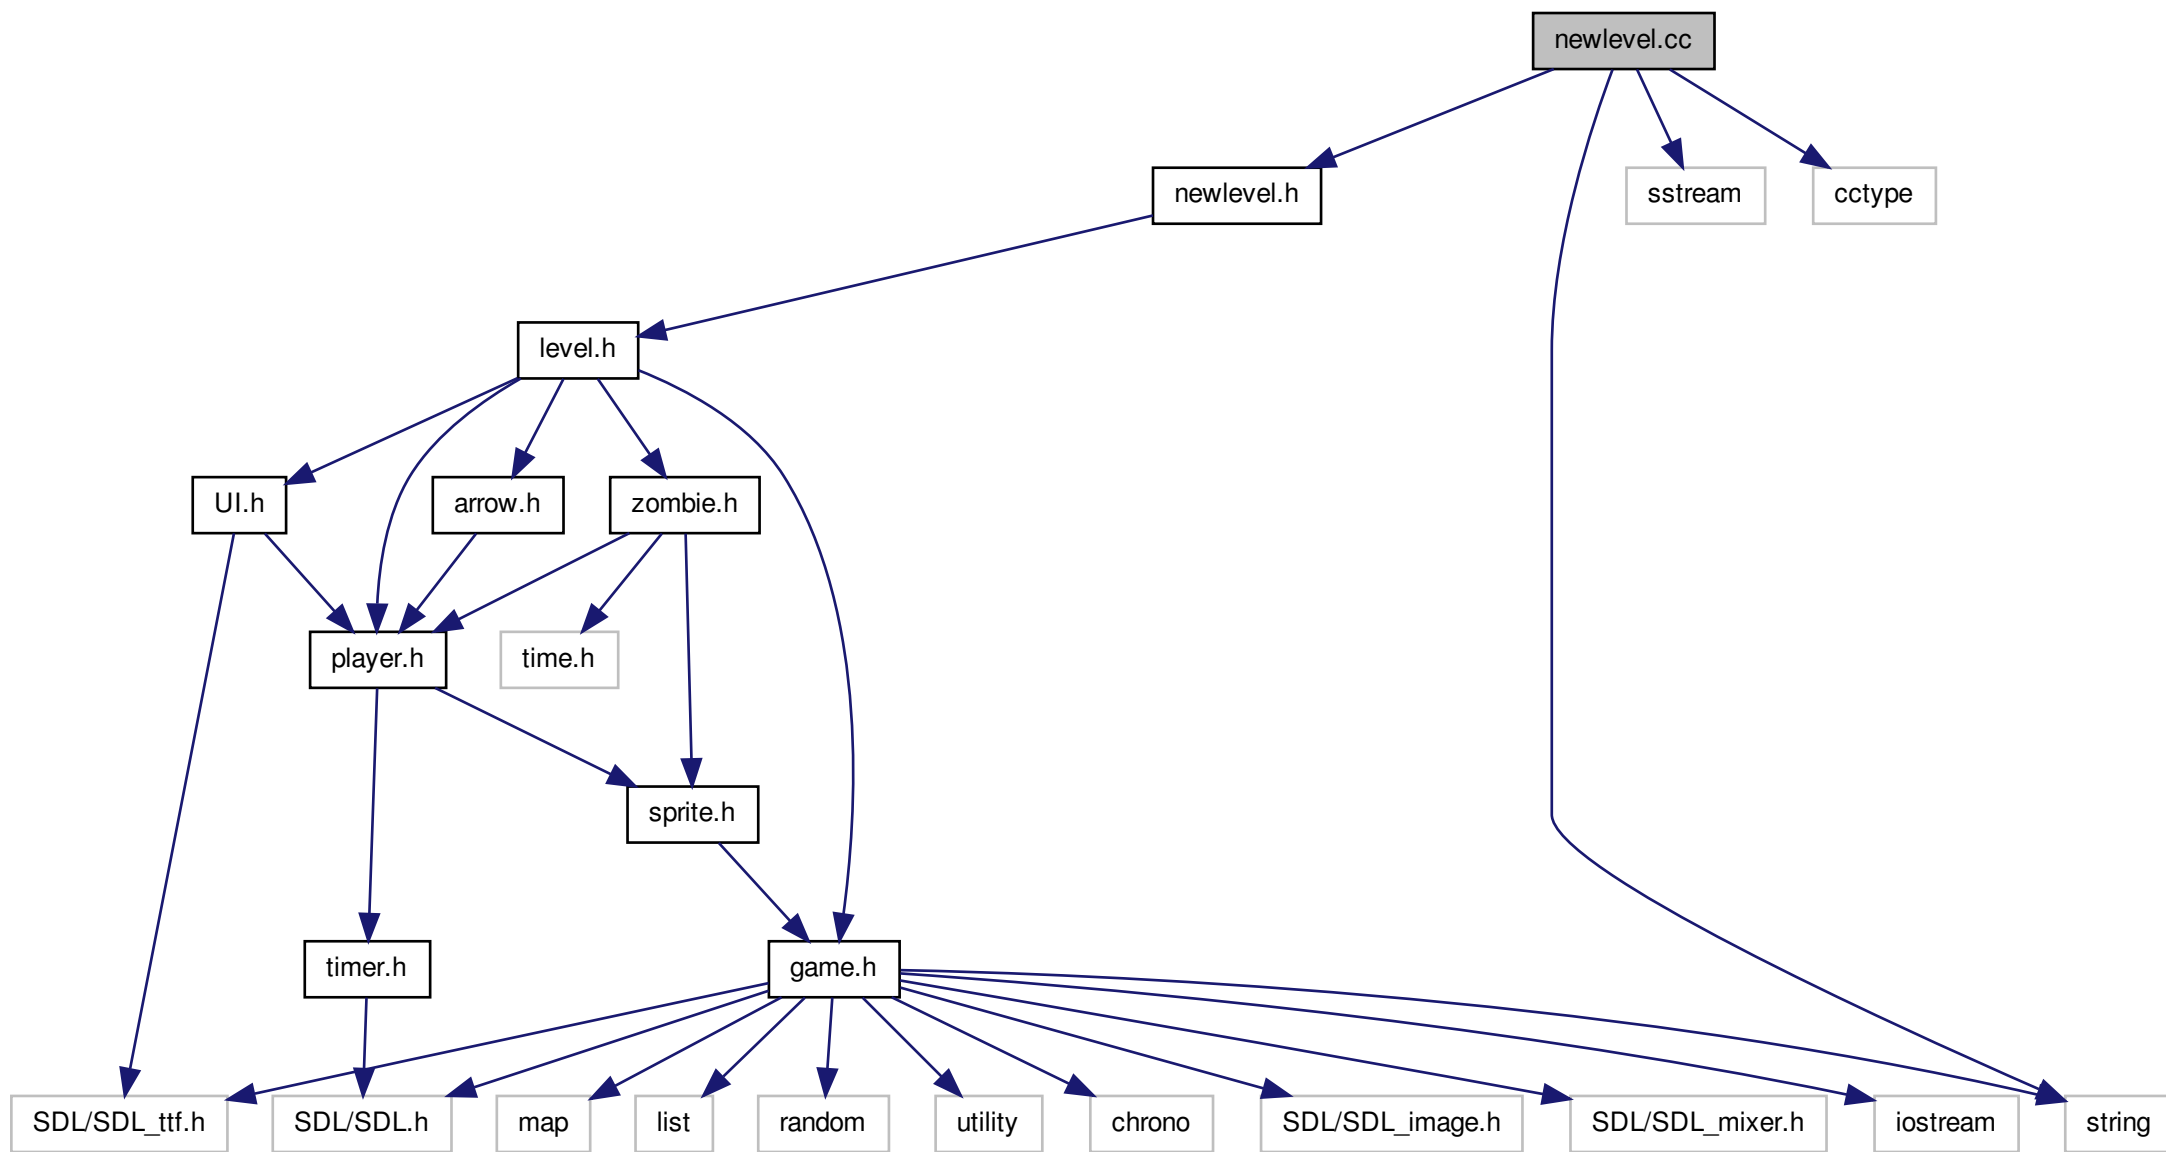 newlevel.cc
newlevel.h
sstream
cctype
level.h
UI.h
arrow.h
zombie.h
player.h
time.h
sprite.h
timer.h
game.h
SDL/SDL_ttf.h
SDL/SDL.h
map
list
random
utility
chrono
SDL/SDL_image.h
SDL/SDL_mixer.h
iostream
string